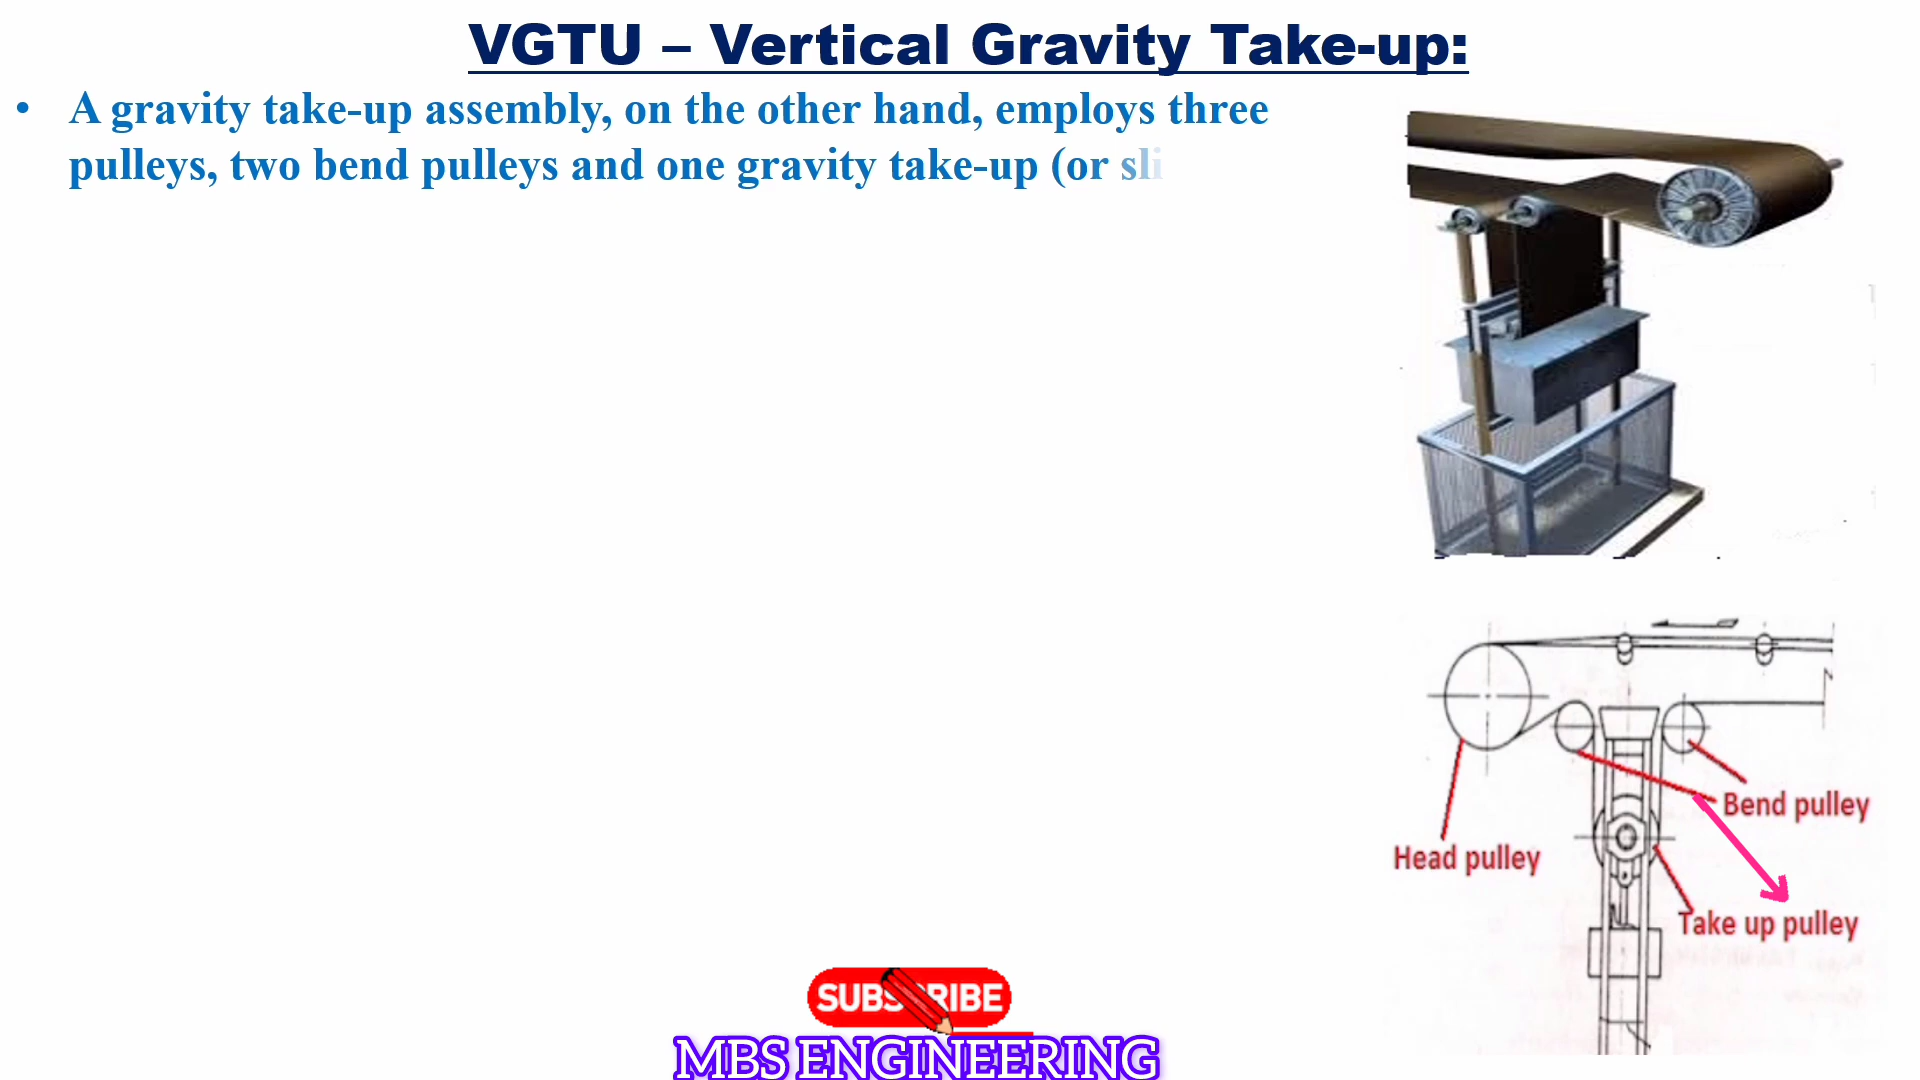 VGTU – Vertical Gravity Take-up:
• A gravity take-up assembly, on the other hand, employs three
pulleys, two bend pulleys and one gravity take-up (or sli
Bend pulley
Head pulley
Take up pulley
SUBSCRIBE
MBS ENGINEERING